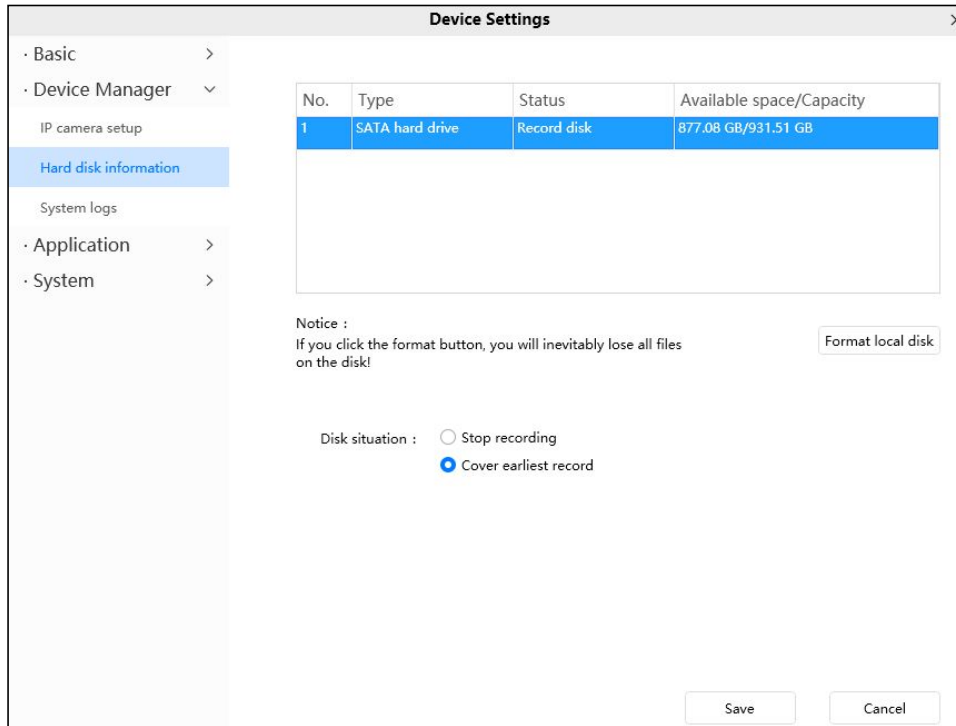 Device Settings
· Basic
· Device Manager
IP camera setup
Hard disk information
System logs
· Application
· System
No. Type Status Available space/Capacity
1 SATA hard drive Record disk 877.08 GB/931.51 GB
Notice :
If you click the format button, you will inevitably lose all files
on the disk!
Format local disk
Disk situation : Stop recording
Cover earliest record
Save Cancel